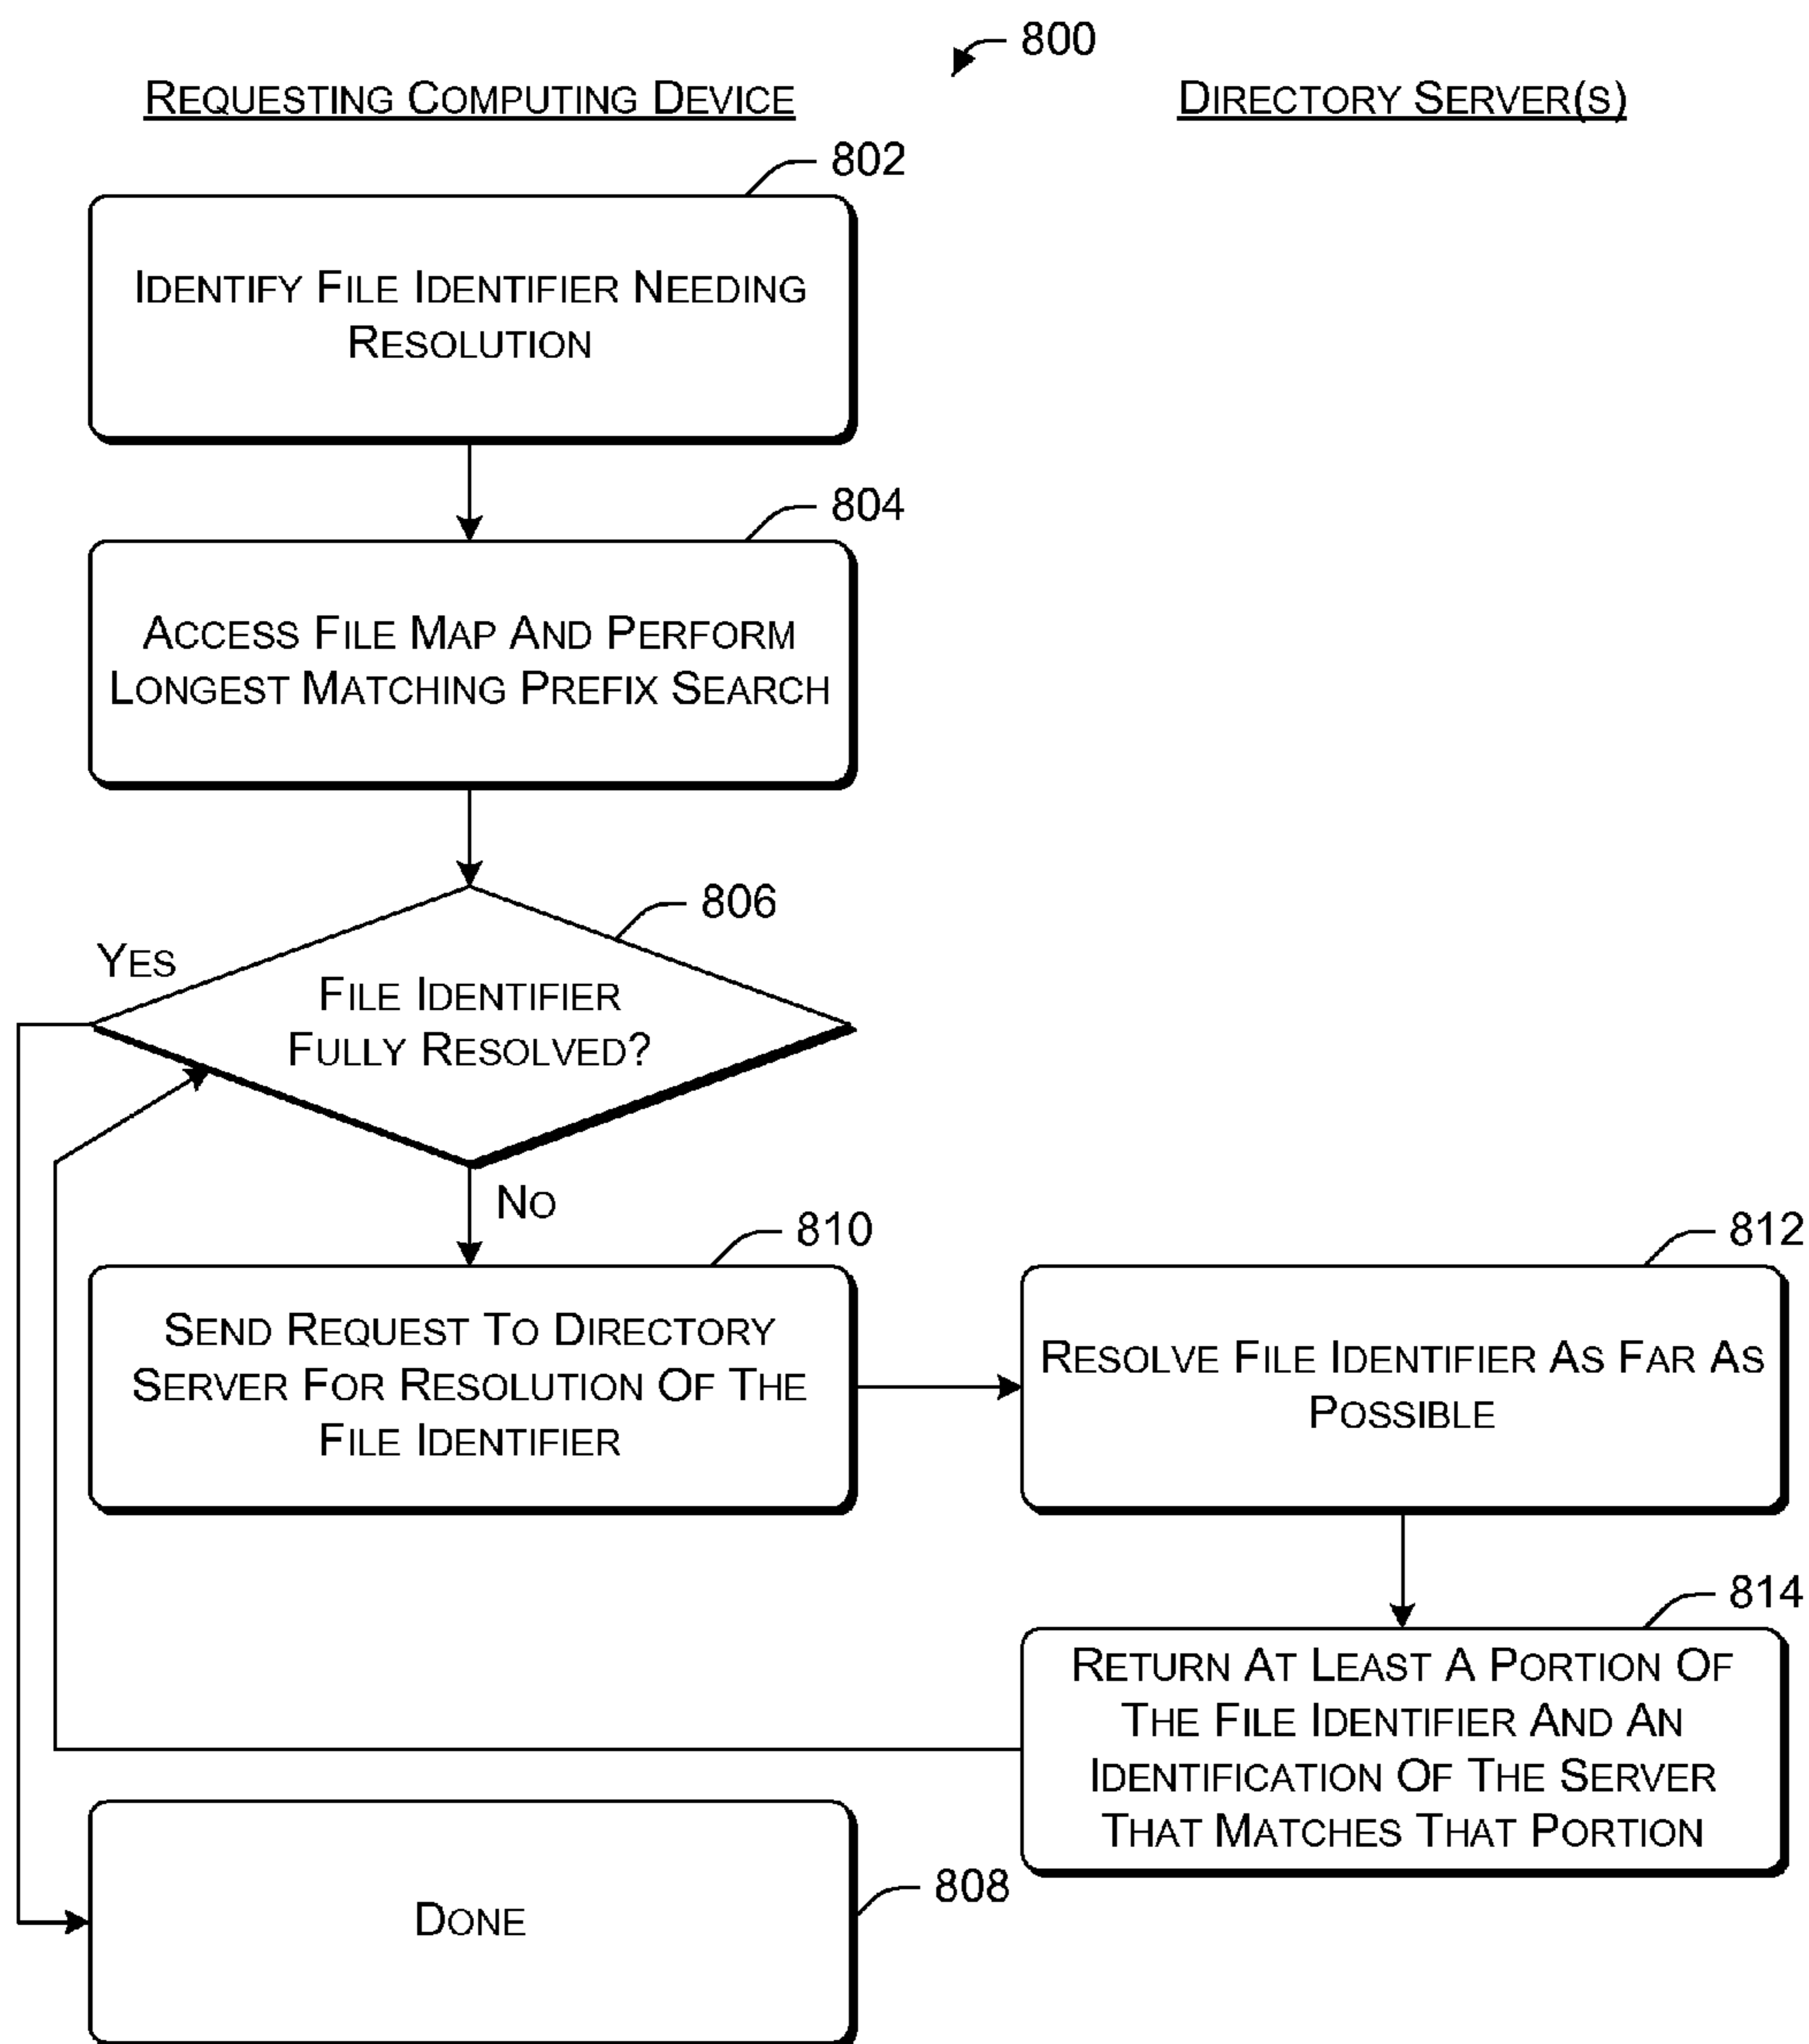 800
REQUESTING COMPUTING DEVICE
DIRECTORY SERVER(S)
802
IDENTIFY FILE IDENTIFIER NEEDING
RESOLUTION
804
ACCESS FILE MAP AND PERFORM
LONGEST MATCHING PREFIX SEARCH
806
YES
FILE IDENTIFIER
FULLY RESOLVED?
NO
810
SEND REQUEST TO DIRECTORY
SERVER FOR RESOLUTION OF THE
FILE IDENTIFIER
812
RESOLVE FILE IDENTIFIER AS FAR AS
POSSIBLE
814
RETURN AT LEAST A PORTION OF
THE FILE IDENTIFIER AND AN
IDENTIFICATION OF THE SERVER
THAT MATCHES THAT PORTION
808
DONE